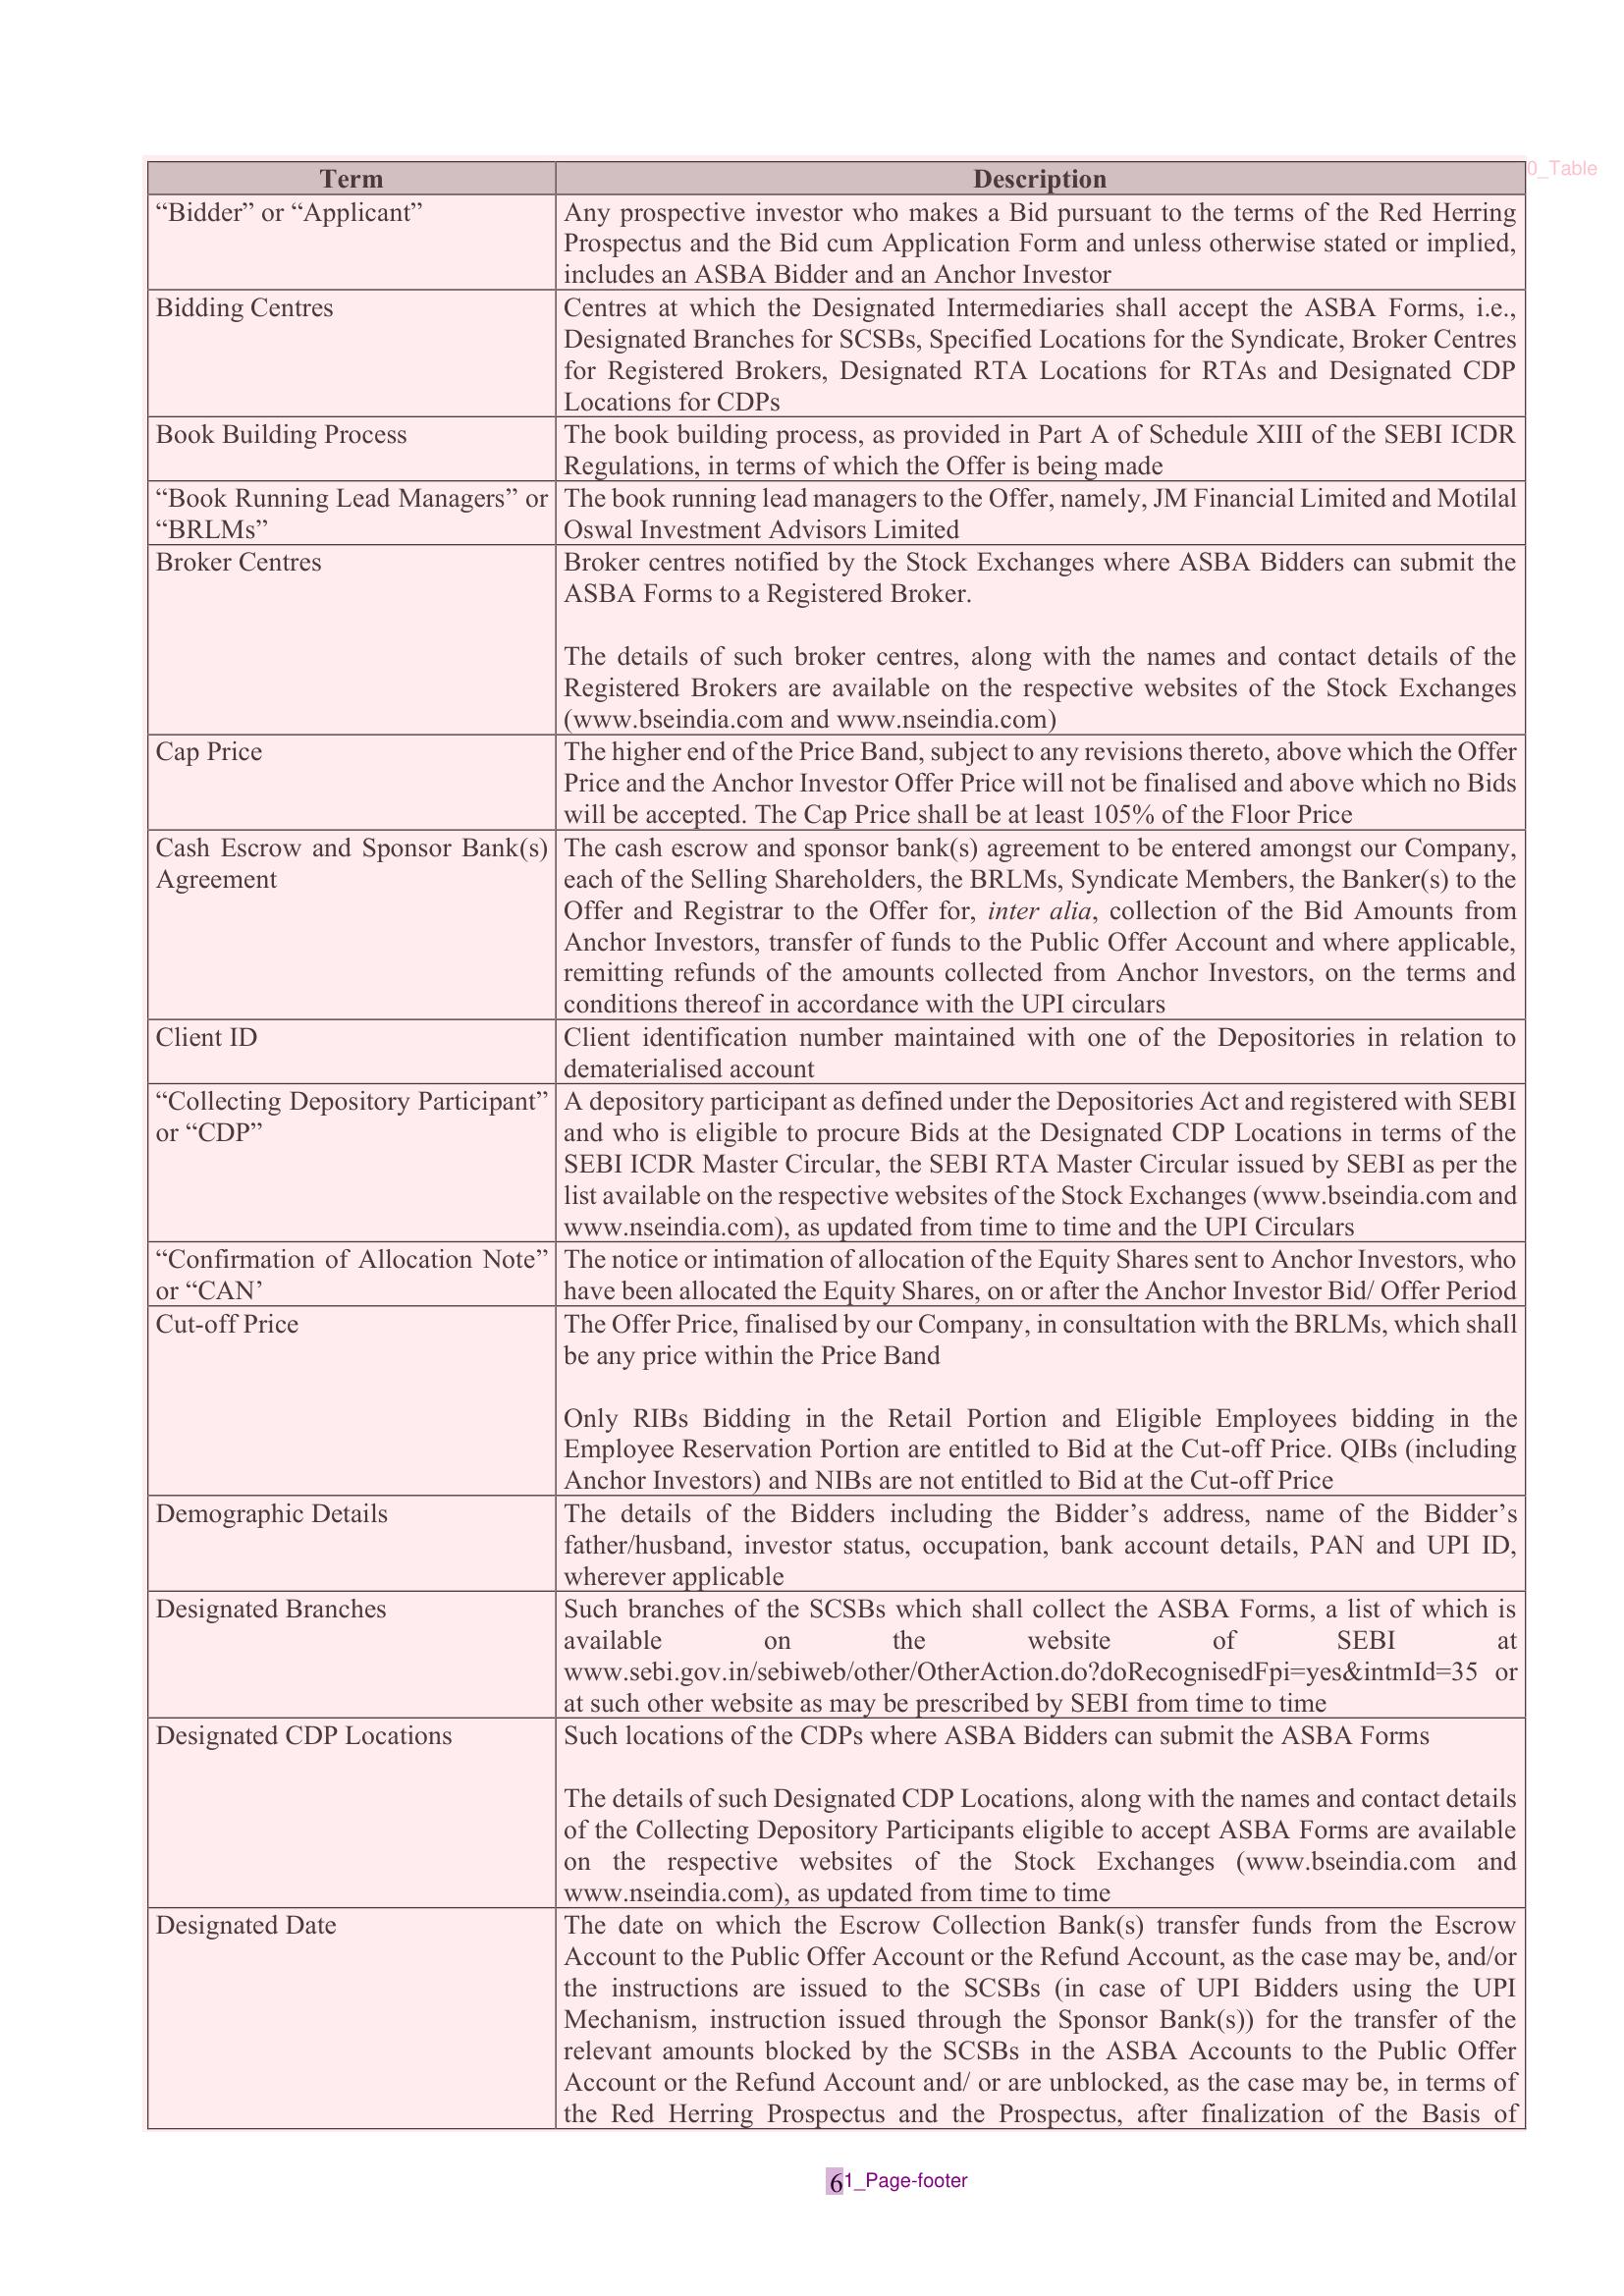 Term Description
0_Table
“Bidder” or “Applicant” Any prospective investor who makes a Bid pursuant to the terms of the Red Herring
Prospectus and the Bid cum Application Form and unless otherwise stated or implied,
includes an ASBA Bidder and an Anchor Investor
Bidding Centres Centres at which the Designated Intermediaries shall accept the ASBA Forms, i.e.,
Designated Branches for SCSBs, Specified Locations for the Syndicate, Broker Centres
for Registered Brokers, Designated RTA Locations for RTAs and Designated CDP
Locations for CDPs
Book Building Process The book building process, as provided in Part A of Schedule XIII of the SEBI ICDR
Regulations, in terms of which the Offer is being made
“Book Running Lead Managers” or The book running lead managers to the Offer, namely, JM Financial Limited and Motilal
“BRLMs” Oswal Investment Advisors Limited
Broker Centres Broker centres notified by the Stock Exchanges where ASBA Bidders can submit the
ASBA Forms to a Registered Broker.
The details of such broker centres, along with the names and contact details of the
Registered Brokers are available on the respective websites of the Stock Exchanges
(www.bseindia.com and www.nseindia.com)
Cap Price The higher end of the Price Band, subject to any revisions thereto, above which the Offer
Price and the Anchor Investor Offer Price will not be finalised and above which no Bids
will be accepted. The Cap Price shall be at least 105% of the Floor Price
Cash Escrow and Sponsor Bank(s) The cash escrow and sponsor bank(s) agreement to be entered amongst our Company,
Agreement each of the Selling Shareholders, the BRLMs, Syndicate Members, the Banker(s) to the
Offer and Registrar to the Offer for, inter alia, collection of the Bid Amounts from
Anchor Investors, transfer of funds to the Public Offer Account and where applicable,
remitting refunds of the amounts collected from Anchor Investors, on the terms and
conditions thereof in accordance with the UPI circulars
Client ID Client identification number maintained with one of the Depositories in relation to
dematerialised account
“Collecting Depository Participant” A depository participant as defined under the Depositories Act and registered with SEBI
or “CDP” and who is eligible to procure Bids at the Designated CDP Locations in terms of the
SEBI ICDR Master Circular, the SEBI RTA Master Circular issued by SEBI as per the
list available on the respective websites of the Stock Exchanges (www.bseindia.com and
www.nseindia.com), as updated from time to time and the UPI Circulars
“Confirmation of Allocation Note” The notice or intimation of allocation of the Equity Shares sent to Anchor Investors, who
or “CAN’ have been allocated the Equity Shares, on or after the Anchor Investor Bid/ Offer Period
Cut-off Price The Offer Price, finalised by our Company, in consultation with the BRLMs, which shall
be any price within the Price Band
Only RIBs Bidding in the Retail Portion and Eligible Employees bidding in the
Employee Reservation Portion are entitled to Bid at the Cut-off Price. QIBs (including
Anchor Investors) and NIBs are not entitled to Bid at the Cut-off Price
Demographic Details The details of the Bidders including the Bidder’s address, name of the Bidder’s
father/husband, investor status, occupation, bank account details, PAN and UPI ID,
wherever applicable
Designated Branches Such branches of the SCSBs which shall collect the ASBA Forms, a list of which is
available on the website of SEBI at
www.sebi.gov.in/sebiweb/other/OtherAction.do?doRecognisedFpi=yes&intmId=35 or
at such other website as may be prescribed by SEBI from time to time
Designated CDP Locations Such locations of the CDPs where ASBA Bidders can submit the ASBA Forms
The details of such Designated CDP Locations, along with the names and contact details
of the Collecting Depository Participants eligible to accept ASBA Forms are available
on the respective websites of the Stock Exchanges (www.bseindia.com and
www.nseindia.com), as updated from time to time
Designated Date The date on which the Escrow Collection Bank(s) transfer funds from the Escrow
Account to the Public Offer Account or the Refund Account, as the case may be, and/or
the instructions are issued to the SCSBs (in case of UPI Bidders using the UPI
Mechanism, instruction issued through the Sponsor Bank(s)) for the transfer of the
relevant amounts blocked by the SCSBs in the ASBA Accounts to the Public Offer
Account or the Refund Account and/ or are unblocked, as the case may be, in terms of
the Red Herring Prospectus and the Prospectus, after finalization of the Basis of
6 1_Page-footer